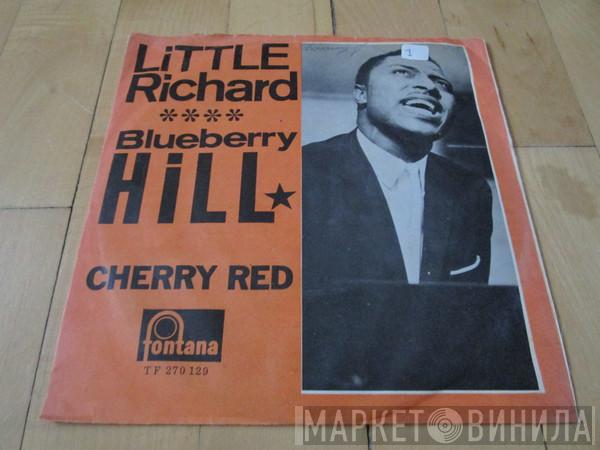 LiTTLE
Richard
****
Blueberry
HiLL★
CHERRY RED
fontana
TF 270 129
1
МАРКЕТ ВИНИЛА